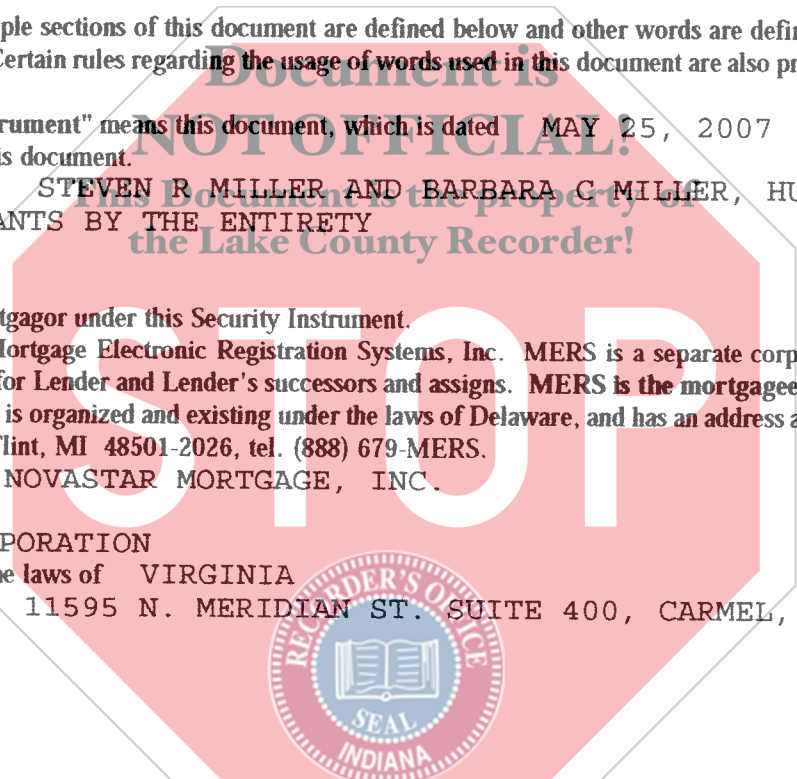 ple sections of this document are defined below and other words are defin
Certain rules regarding the usage of words used in this document are also pr
Document is
rument" means this document, which is dated MAY 25, 2007
NOT OFFICIAL!
is document.
STEVEN R MILLER AND BARBARA C MILLER, HU
This Document is the property of
ANTS BY THE ENTIRETY
the Lake County Recorder!
tgagor under this Security Instrument.
Mortgage Electronic Registration Systems, Inc. MERS is a separate corp
for Lender and Lender's successors and assigns. MERS is the mortgagee
is organized and existing under the laws of Delaware, and has an address a
Flint, MI 48501-2026, tel. (888) 679-MERS.
STOP
NOVASTAR MORTGAGE, INC.
PORATION
e laws of VIRGINIA
11595 N. MERIDIAN ST. SUITE 400, CARMEL,
RECORDER'S OFFICE
SEAL
INDIANA